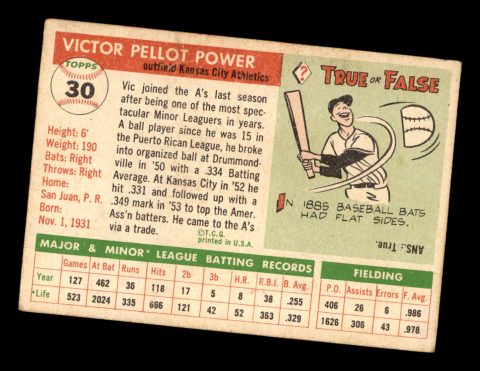 VICTOR PELLOT POWER
outfield Kansas City Athletics
TOPPS
30
Height: 6'
Weight: 190
Bats: Right
Throws: Right
Home:
San Juan, P. R.
Born:
Nov. 1, 1931
Vic joined the A's last season
after being one of the most spec-
tacular Minor Leaguers in years.
A ball player since he was 15 in
the Puerto Rican League, he broke
into organized ball at Drummond-
ville in '50 with a .334 Batting
Average. At Kansas City in '52 he
hit .331 and followed up with a
.349 mark in '53 to top the Amer.
Ass'n batters. He came to the A's
via a trade.
©T.C.G.
printed in U.S.A.
?
TRUE OR FALSE
IN 1885 BASEBALL BATS
HAD FLAT SIDES.
ANS.: True.
MAJOR & MINOR* LEAGUE BATTING RECORDS
Games At Bat Runs Hits 2b 3b H.R. R.B.I. B. Avg.
Year 127 462 36 118 17 5 8 38 .255
*Life 523 2024 335 666 121 42 52 363 .329
FIELDING
P.O. Assists Errors F. Avg.
406 26 6 .986
1626 306 43 .978